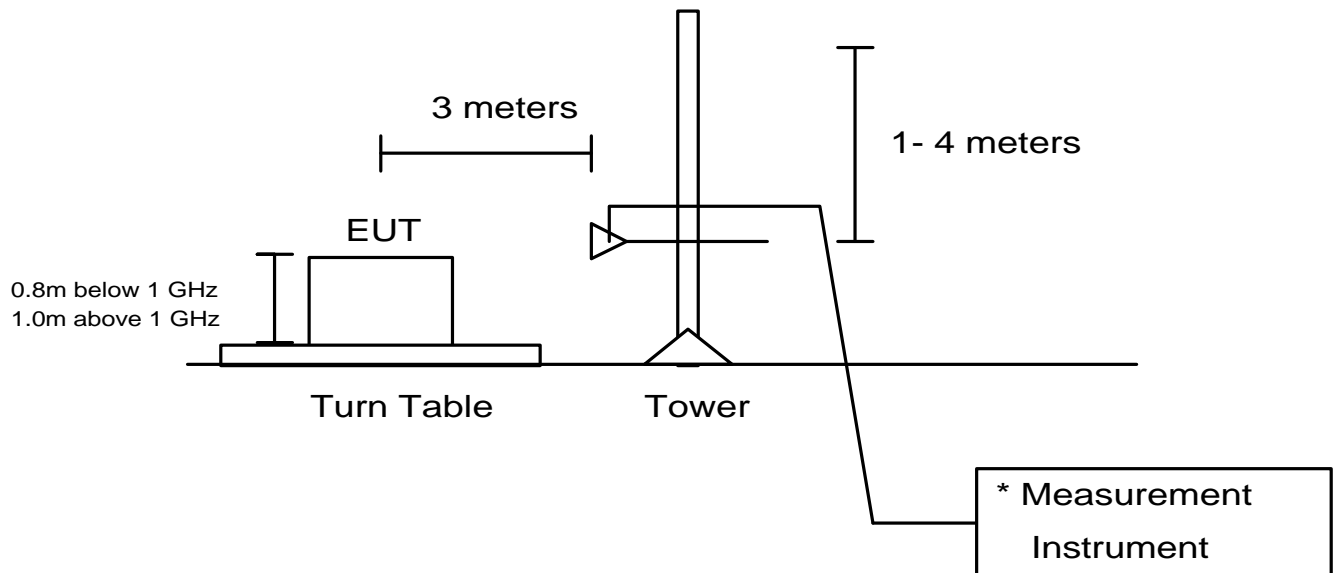 3 meters
1- 4 meters
EUT
0.8m below 1 GHz
1.0m above 1 GHz
Turn Table
Tower
* Measurement
Instrument